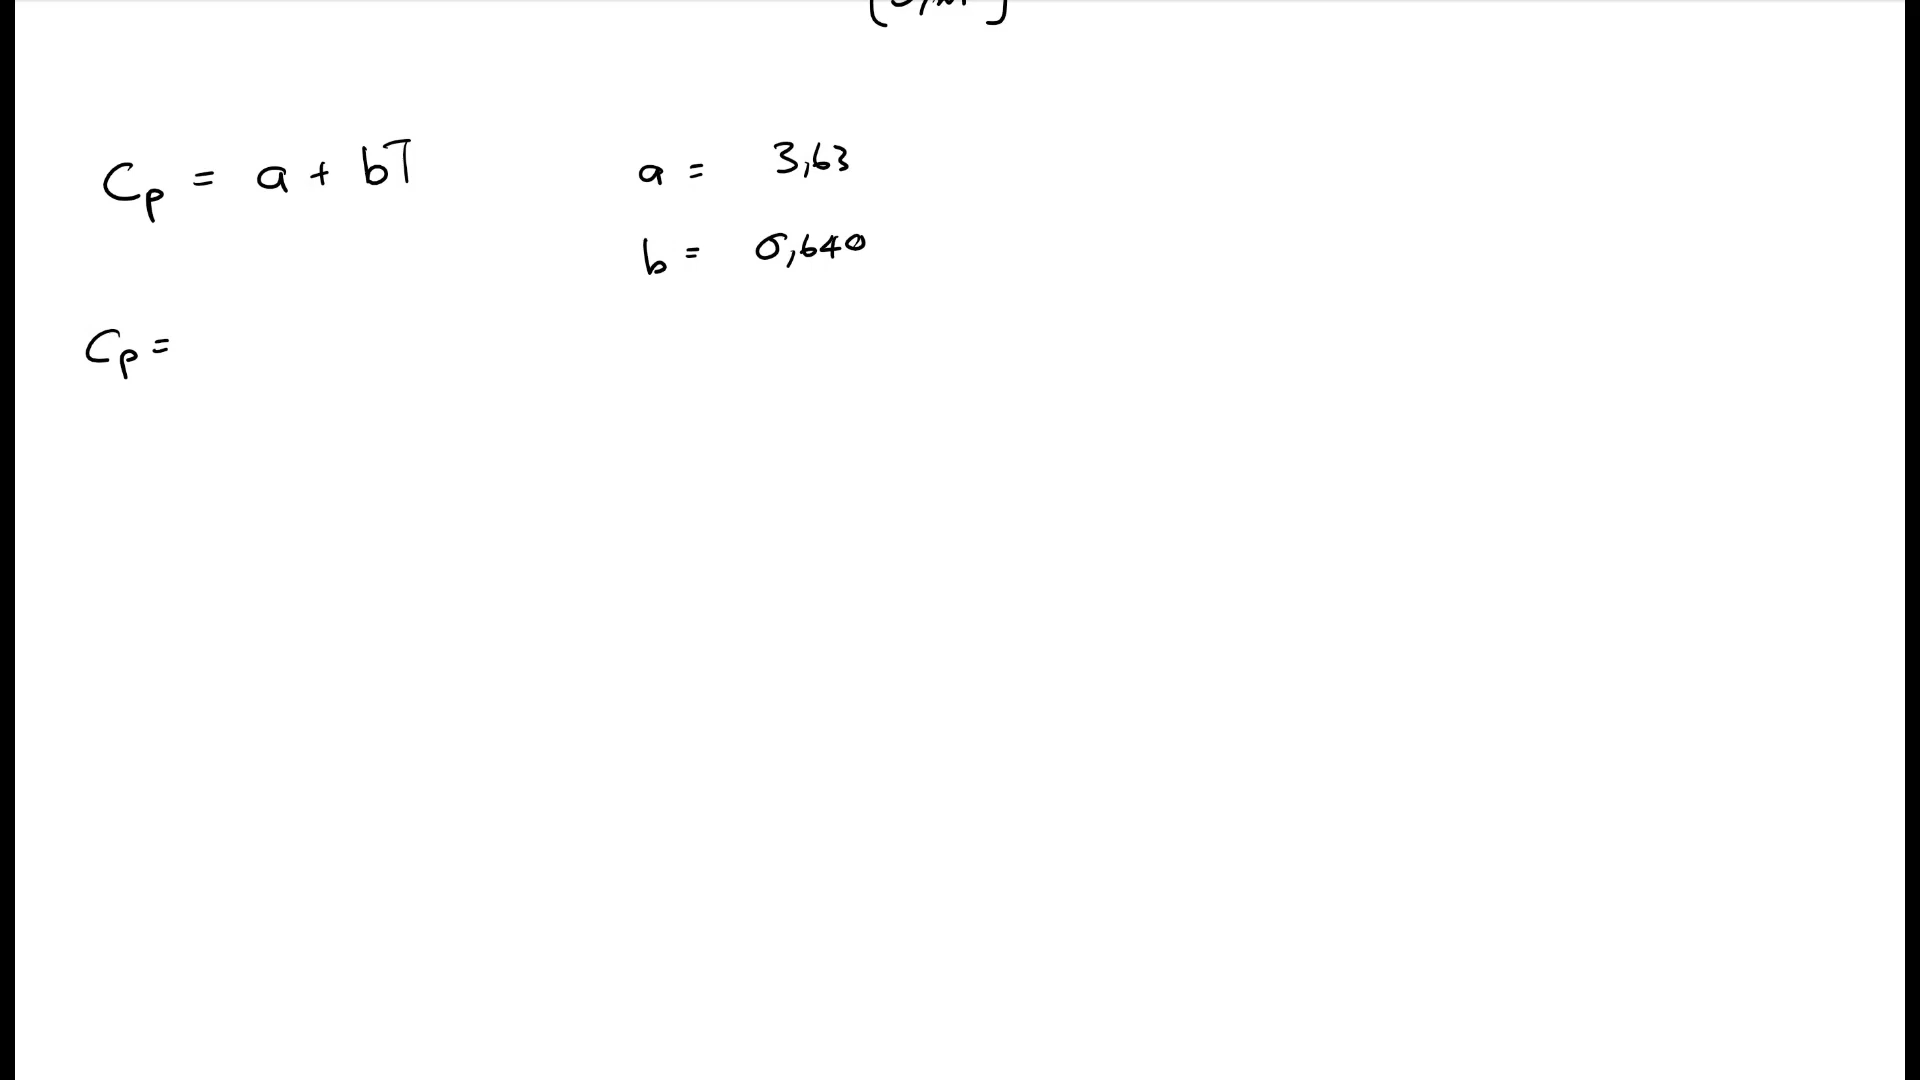 Cp = a + bT a = 3,63
b = 0,640
Cp =